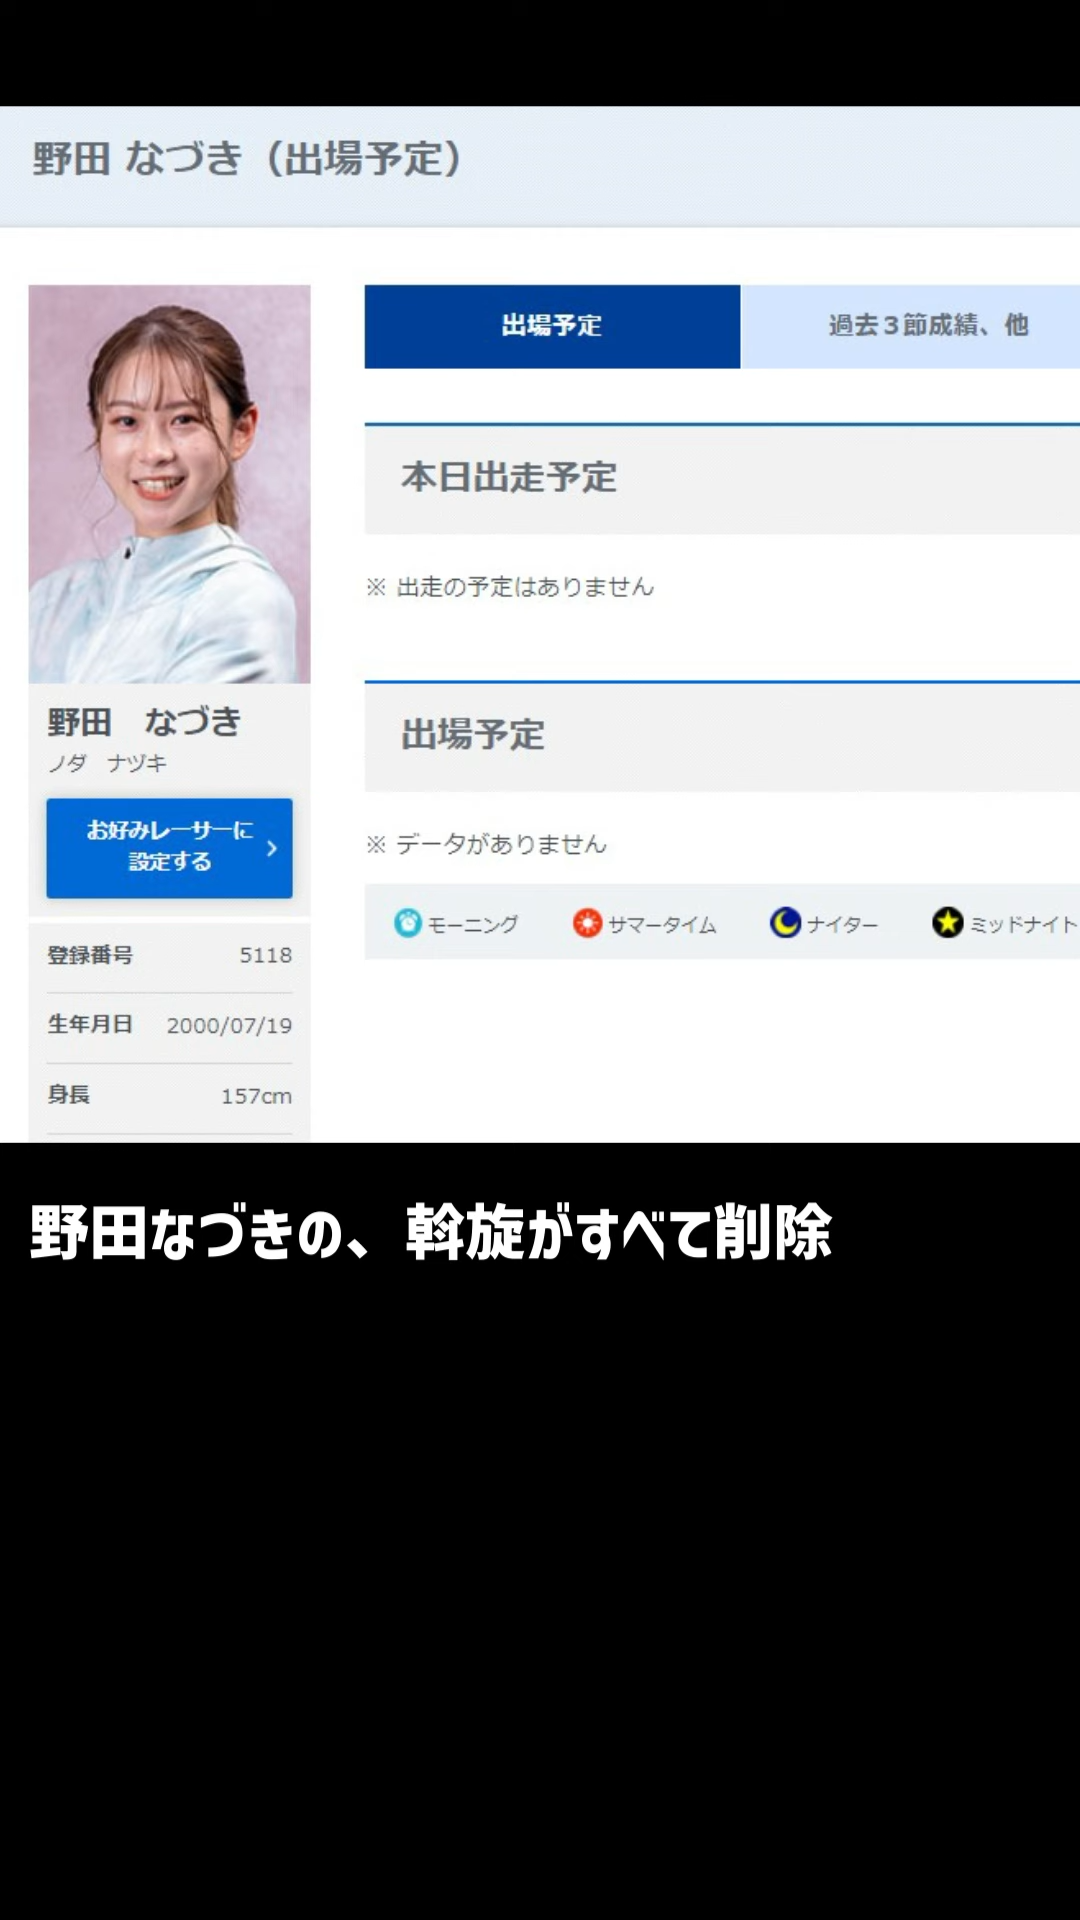 野田 なづき（出場予定）
出場予定
過去３節成績、他
本日出走予定
※ 出走の予定はありません
出場予定
※ データがありません
モーニング
サマータイム
ナイター
ミッドナイト
野田　なづき
ノダ　ナヅキ
お好みレーサーに
設定する
登録番号 5118
生年月日 2000/07/19
身長 157cm
野田なづきの、斡旋がすべて削除